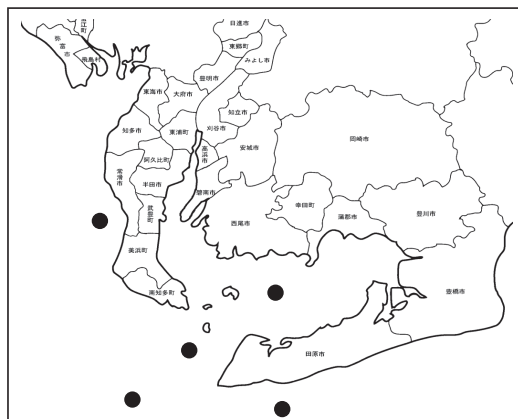 日進市
東郷町
みよし市
弥富市
飛島村
豊明市
東海市
大府市
知立市
知多市
東浦町
刈谷市
岡崎市
安城市
高浜市
阿久比町
常滑市
半田市
碧南市
幸田町
豊川市
武豊町
西尾市
蒲郡市
美浜町
南知多町
豊橋市
田原市